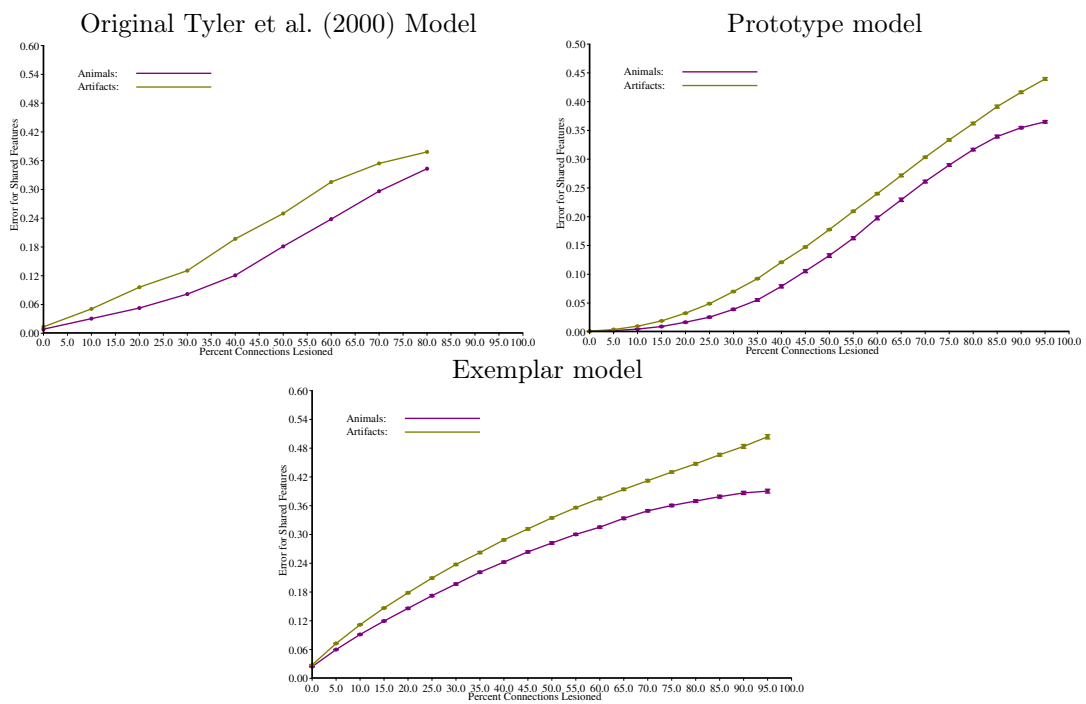 Original Tyler et al. (2000) Model
0.60
0.54
0.48
0.42
0.36
0.30
0.24
0.18
0.12
0.06
0.00
Error for Shared Features
Animals:
Artifacts:
0.0 5.0 10.0 15.0 20.0 25.0 30.0 35.0 40.0 45.0 50.0 55.0 60.0 65.0 70.0 75.0 80.0 85.0 90.0 95.0 100.0
Percent Connections Lesioned
Prototype model
0.50
0.45
0.40
0.35
0.30
0.25
0.20
0.15
0.10
0.05
0.00
Error for Shared Features
Animals:
Artifacts:
0.0 5.0 10.0 15.0 20.0 25.0 30.0 35.0 40.0 45.0 50.0 55.0 60.0 65.0 70.0 75.0 80.0 85.0 90.0 95.0 100.0
Percent Connections Lesioned
Exemplar model
0.60
0.54
0.48
0.42
0.36
0.30
0.24
0.18
0.12
0.06
0.00
Error for Shared Features
Animals:
Artifacts:
0.0 5.0 10.0 15.0 20.0 25.0 30.0 35.0 40.0 45.0 50.0 55.0 60.0 65.0 70.0 75.0 80.0 85.0 90.0 95.0 100.0
Percent Connections Lesioned